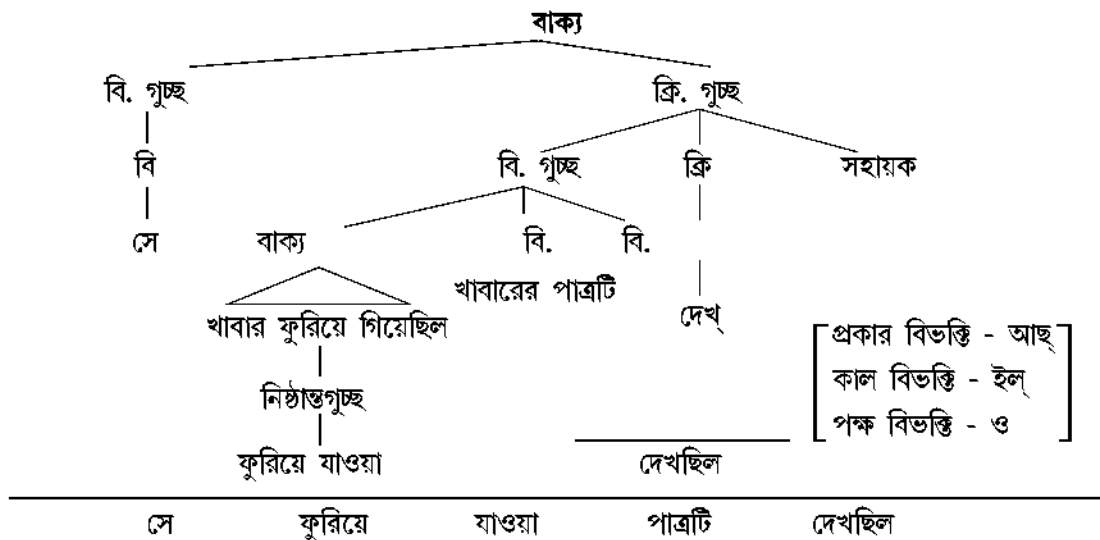 বাক্য
বি. গুচ্ছ ক্রি. গুচ্ছ
বি বি. গুচ্ছ ক্রি সহায়ক
সে বাক্য বি. বি.
খাবারের পাত্রটি
খাবার ফুরিয়ে গিয়েছিল দেখ্
প্রকার বিভক্তি - আছ্
কাল বিভক্তি - ইল্
পক্ষ বিভক্তি - ও
নিষ্ঠান্তগুচ্ছ
ফুরিয়ে যাওয়া দেখছিল
সে ফুরিয়ে যাওয়া পাত্রটি দেখছিল